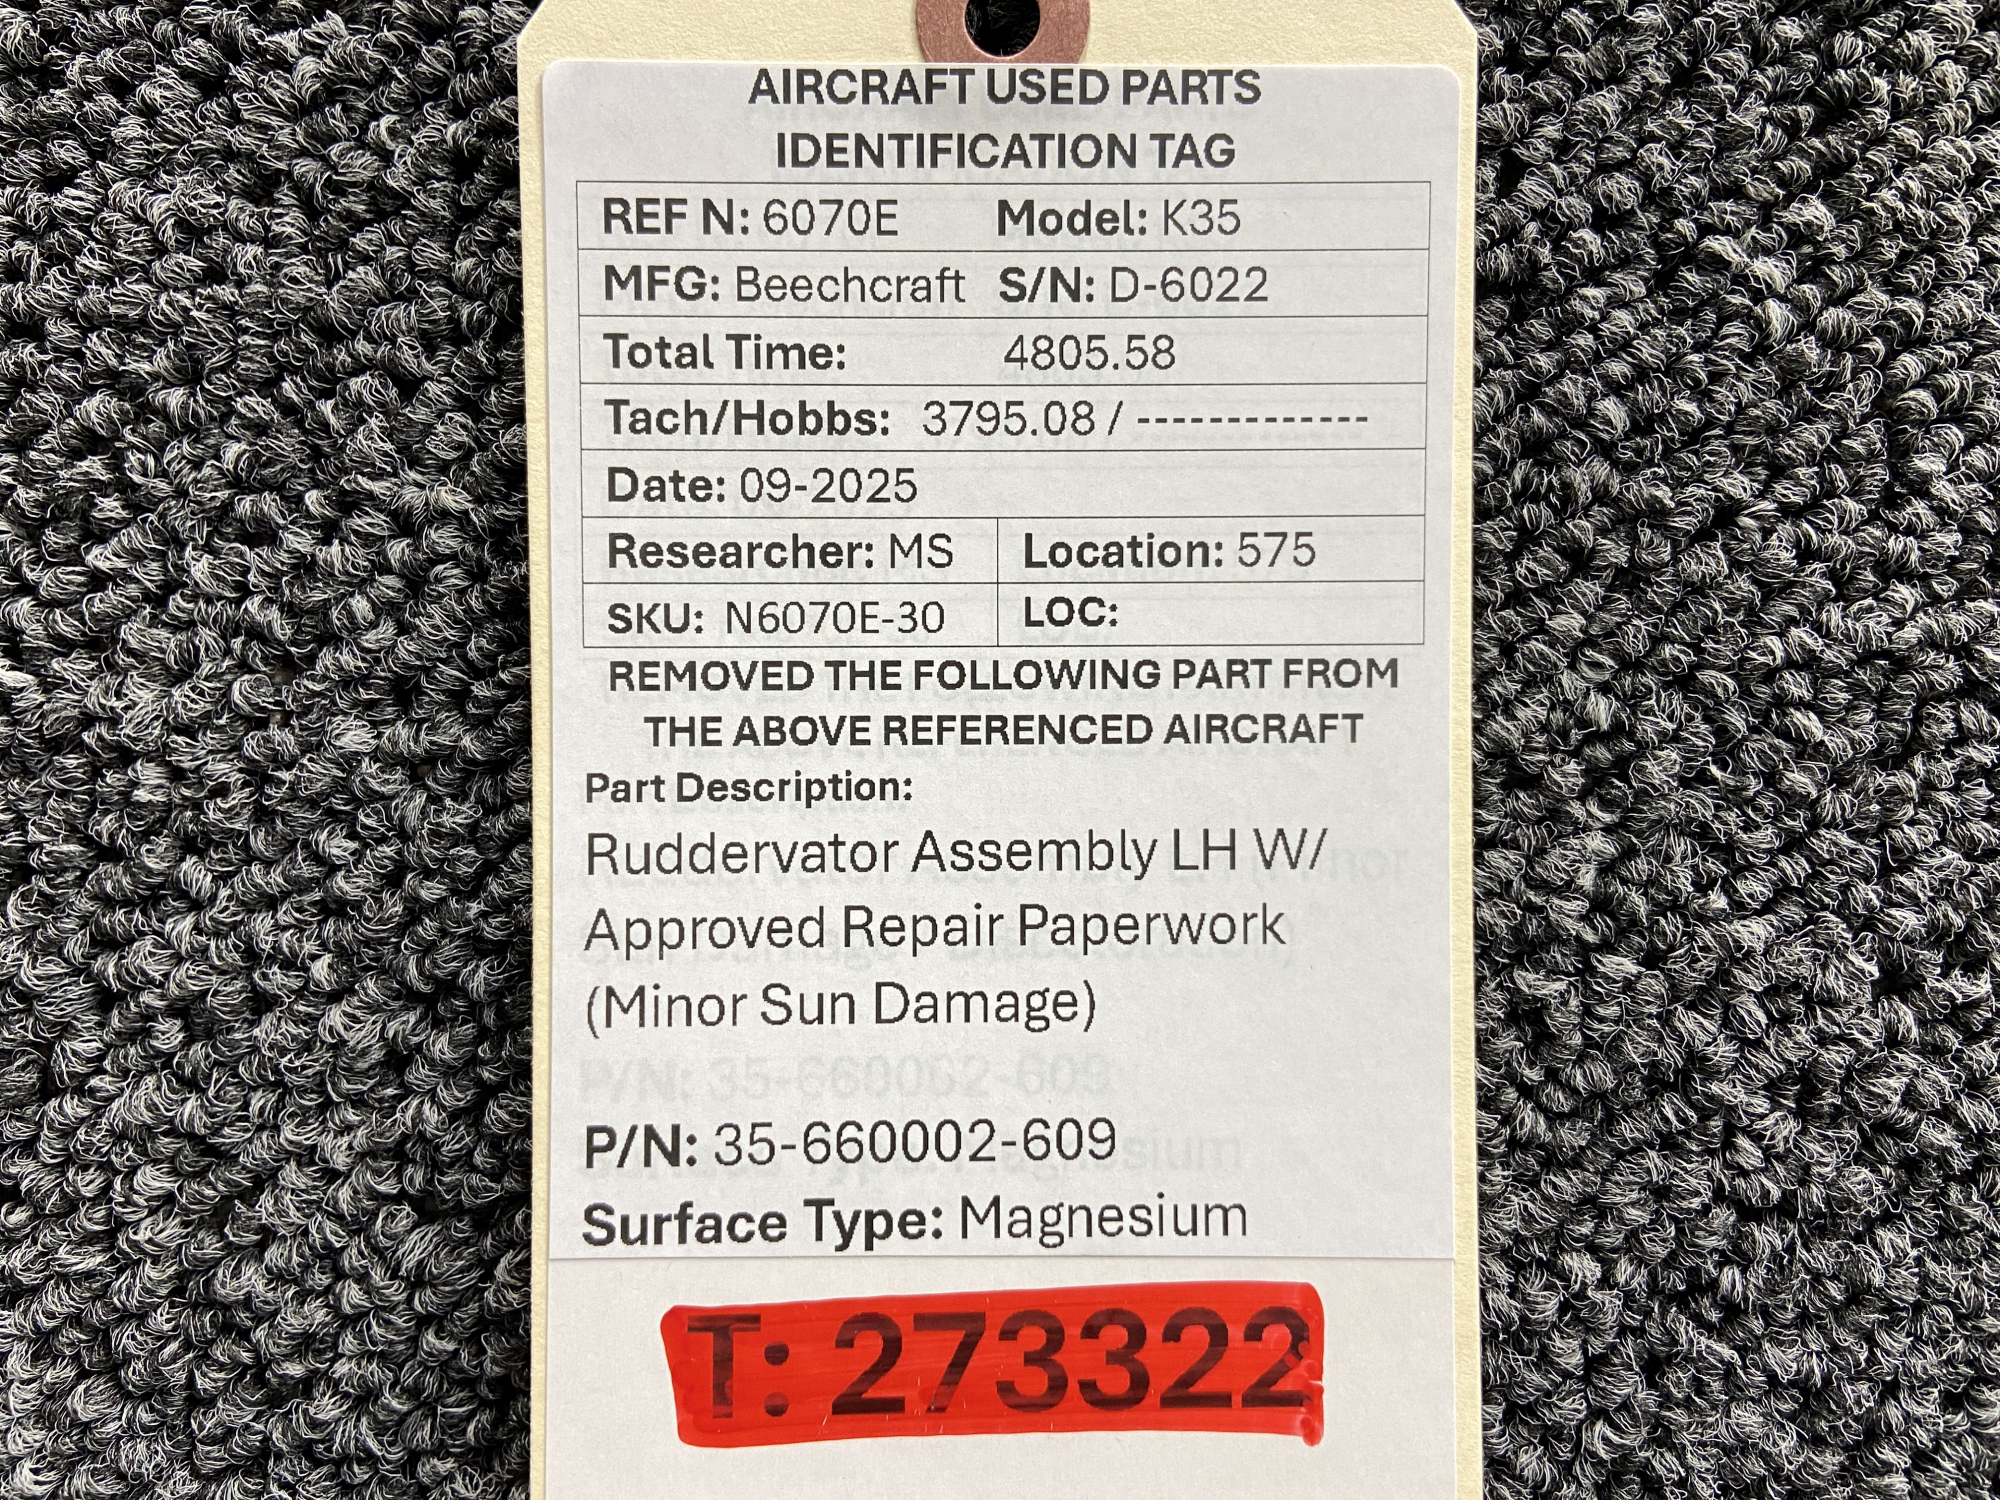 AIRCRAFT USED PARTS
IDENTIFICATION TAG
REF N: 6070E Model: K35
MFG: Beechcraft S/N: D-6022
Total Time: 4805.58
Tach/Hobbs: 3795.08 / -------------
Date: 09-2025
Researcher: MS Location: 575
SKU: N6070E-30 LOC:
REMOVED THE FOLLOWING PART FROM
THE ABOVE REFERENCED AIRCRAFT
Part Description:
Ruddervator Assembly LH W/
Approved Repair Paperwork
(Minor Sun Damage)
P/N: 35-660002-609
Surface Type: Magnesium
T: 273322